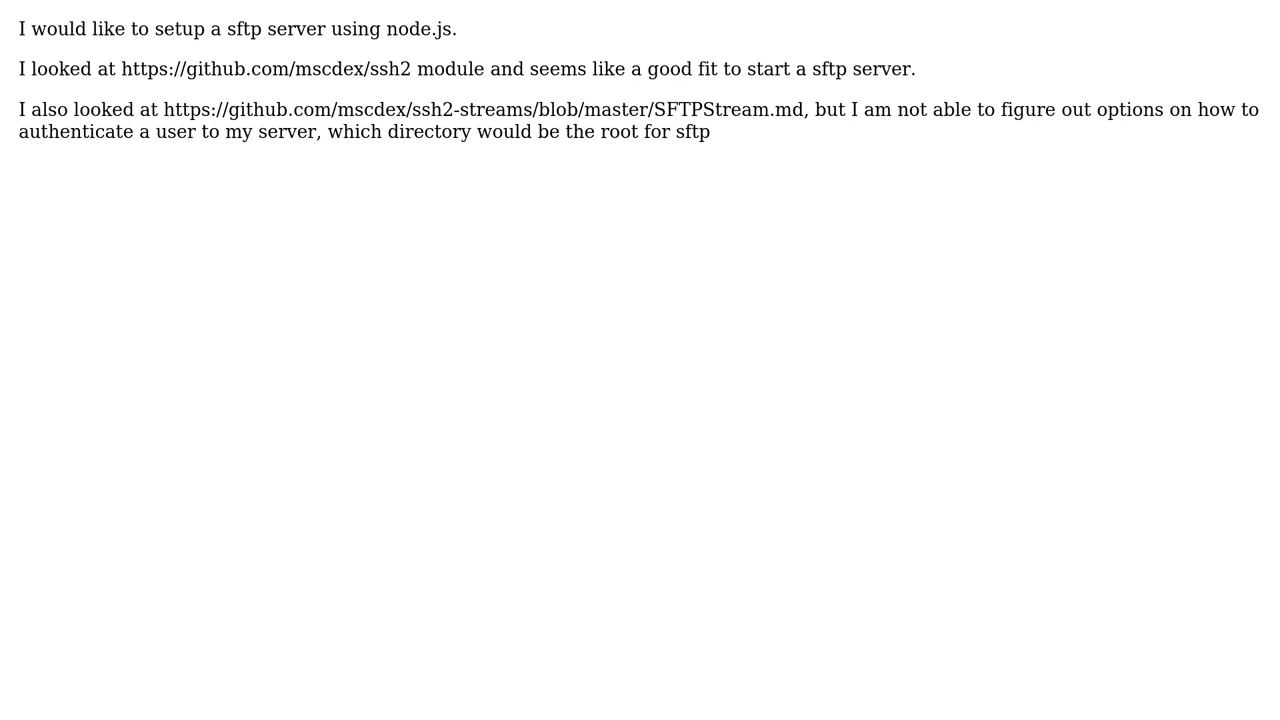 I would like to setup a sftp server using node.js.
I looked at https://github.com/mscdex/ssh2 module and seems like a good fit to start a sftp server.
I also looked at https://github.com/mscdex/ssh2-streams/blob/master/SFTPStream.md, but I am not able to figure out options on how to
authenticate a user to my server, which directory would be the root for sftp